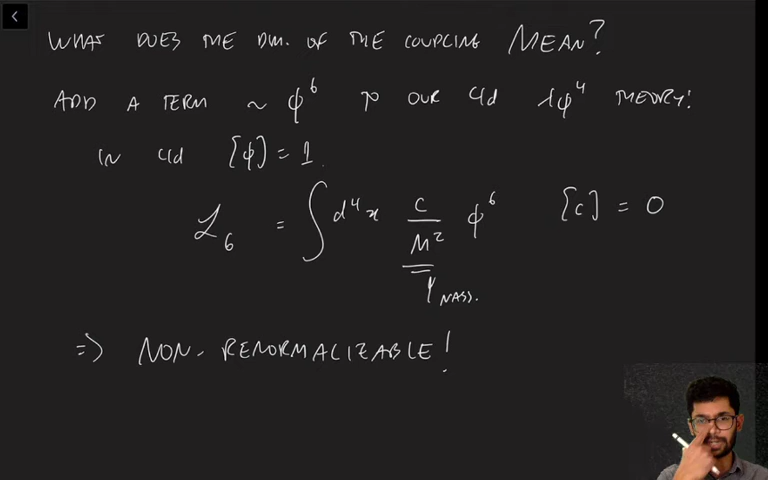 WHAT DOES THE DIM. OF THE COUPLING MEAN?
ADD A TERM ~ φ⁶ TO OUR 4d λφ⁴ THEORY!
IN 4d [φ] = 1.
ℒ₆ = ∫ d⁴x c/M² φ⁶ [c] = 0
MASS.
⇒ NON-RENORMALIZABLE!